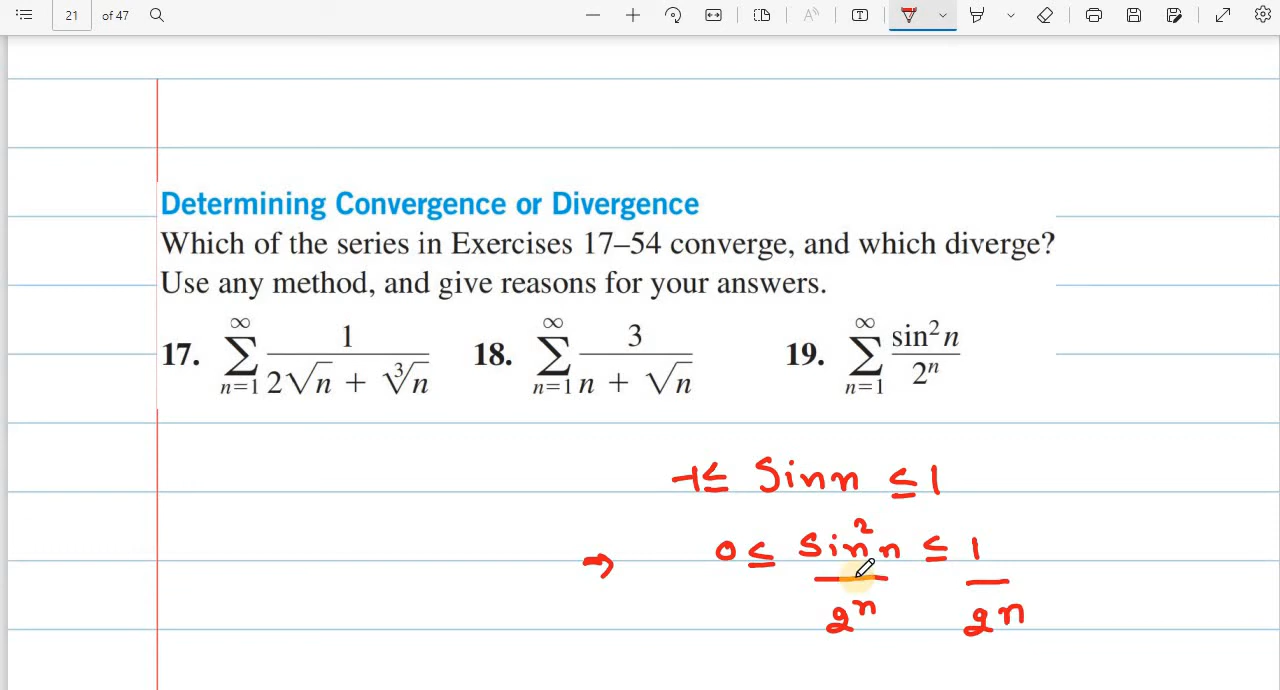 21 of 47
Determining Convergence or Divergence
Which of the series in Exercises 17–54 converge, and which diverge?
Use any method, and give reasons for your answers.
17. ∑_{n=1}^{∞} 1/(2√n + ∛n) 18. ∑_{n=1}^{∞} 3/(n + √n) 19. ∑_{n=1}^{∞} sin²n/2ⁿ
-1 ≤ Sin n ≤ 1
⇒ 0 ≤ Sin²n/2ⁿ ≤ 1/2ⁿ